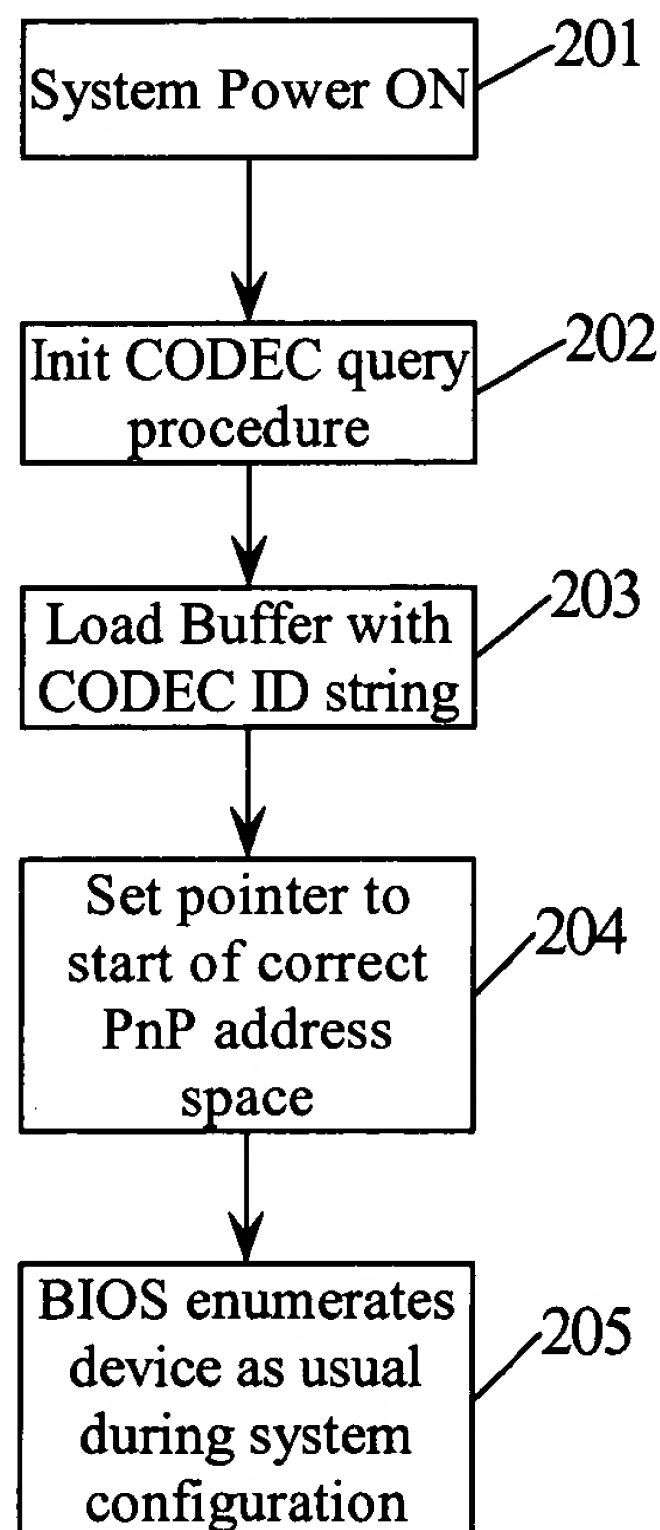 System Power ON
201
Init CODEC query
procedure
202
Load Buffer with
CODEC ID string
203
Set pointer to
start of correct
PnP address
space
204
BIOS enumerates
device as usual
during system
configuration
205